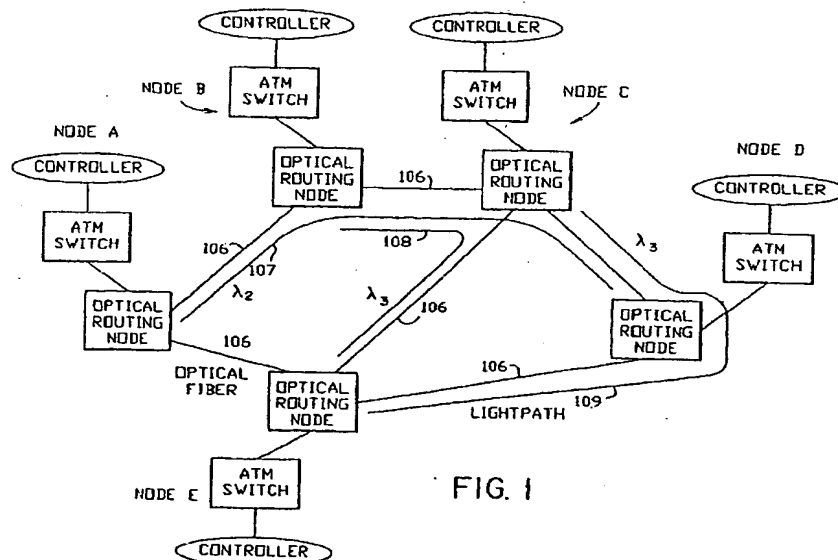 CONTROLLER
CONTROLLER
ATM
SWITCH
ATM
SWITCH
NODE B
NODE C
NODE A
CONTROLLER
OPTICAL
ROUTING
NODE
106
OPTICAL
ROUTING
NODE
NODE D
CONTROLLER
ATM
SWITCH
106
107
108
λ3
ATM
SWITCH
λ2
λ3
106
OPTICAL
ROUTING
NODE
106
OPTICAL
FIBER
OPTICAL
ROUTING
NODE
OPTICAL
ROUTING
NODE
106
LIGHTPATH
109
NODE E
ATM
SWITCH
CONTROLLER
FIG. 1